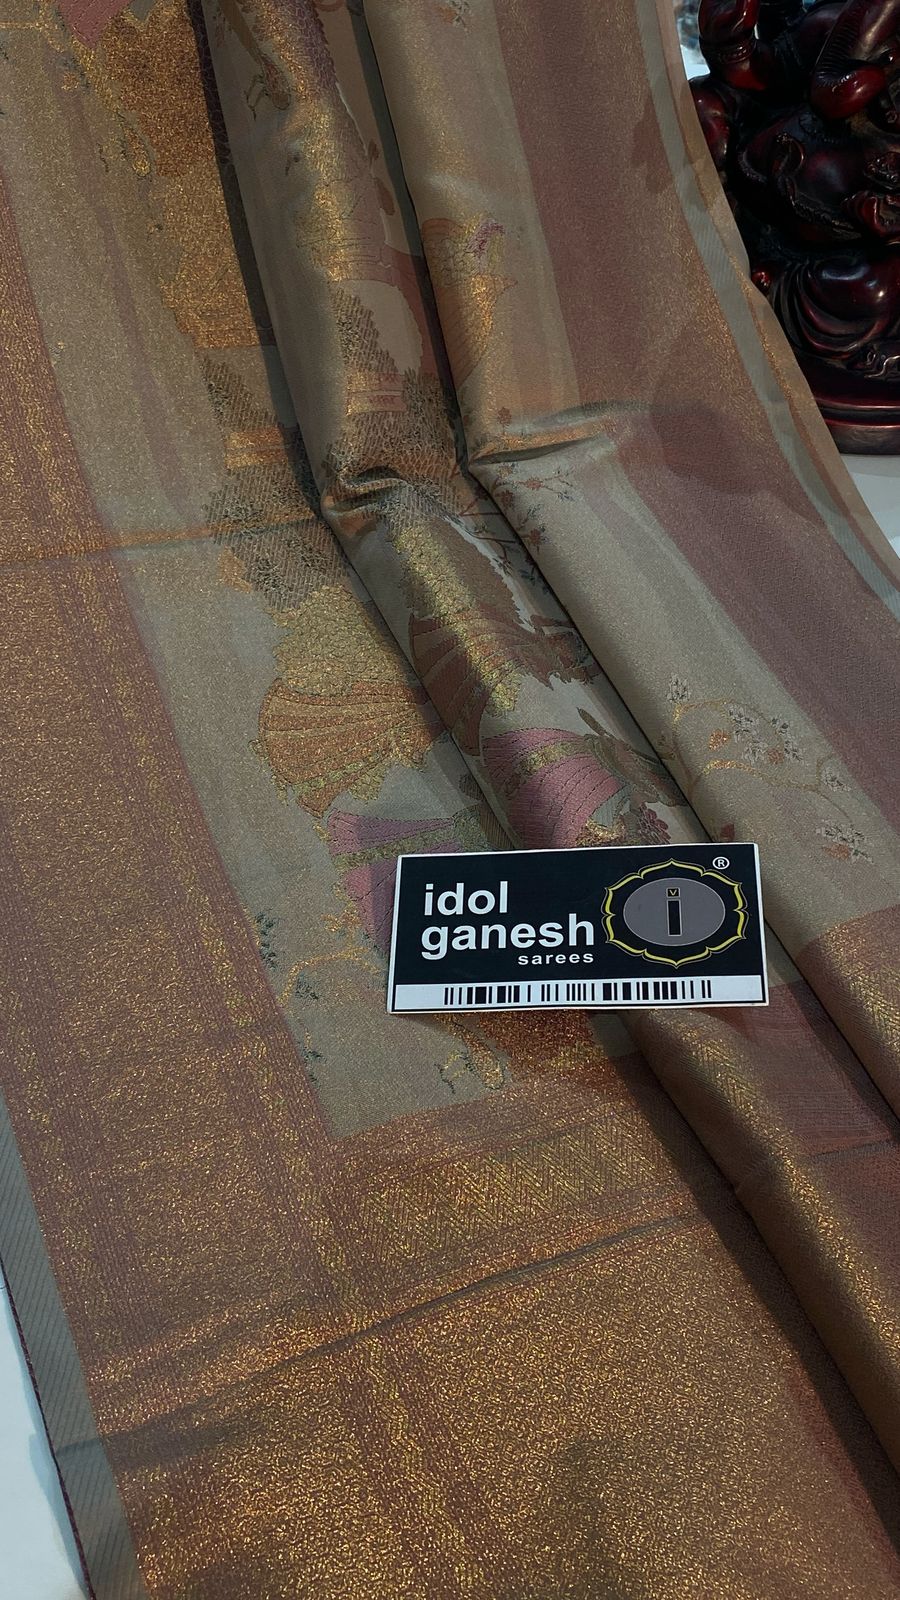 idol
ganesh
sarees
®
V
i